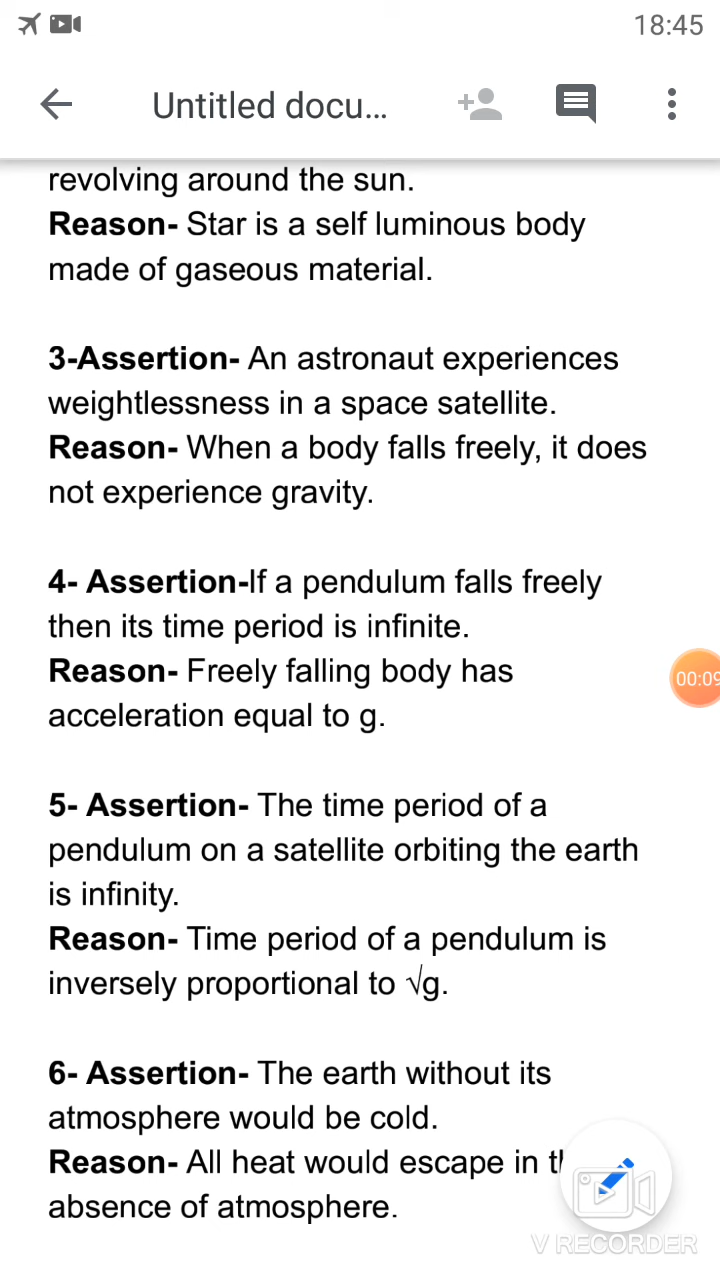 18:45
Untitled docu...
revolving around the sun.
Reason- Star is a self luminous body
made of gaseous material.
3-Assertion- An astronaut experiences
weightlessness in a space satellite.
Reason- When a body falls freely, it does
not experience gravity.
4- Assertion-If a pendulum falls freely
then its time period is infinite.
Reason- Freely falling body has
acceleration equal to g.
00:09
5- Assertion- The time period of a
pendulum on a satellite orbiting the earth
is infinity.
Reason- Time period of a pendulum is
inversely proportional to √g.
6- Assertion- The earth without its
atmosphere would be cold.
Reason- All heat would escape in
absence of atmosphere.
V RECORDER